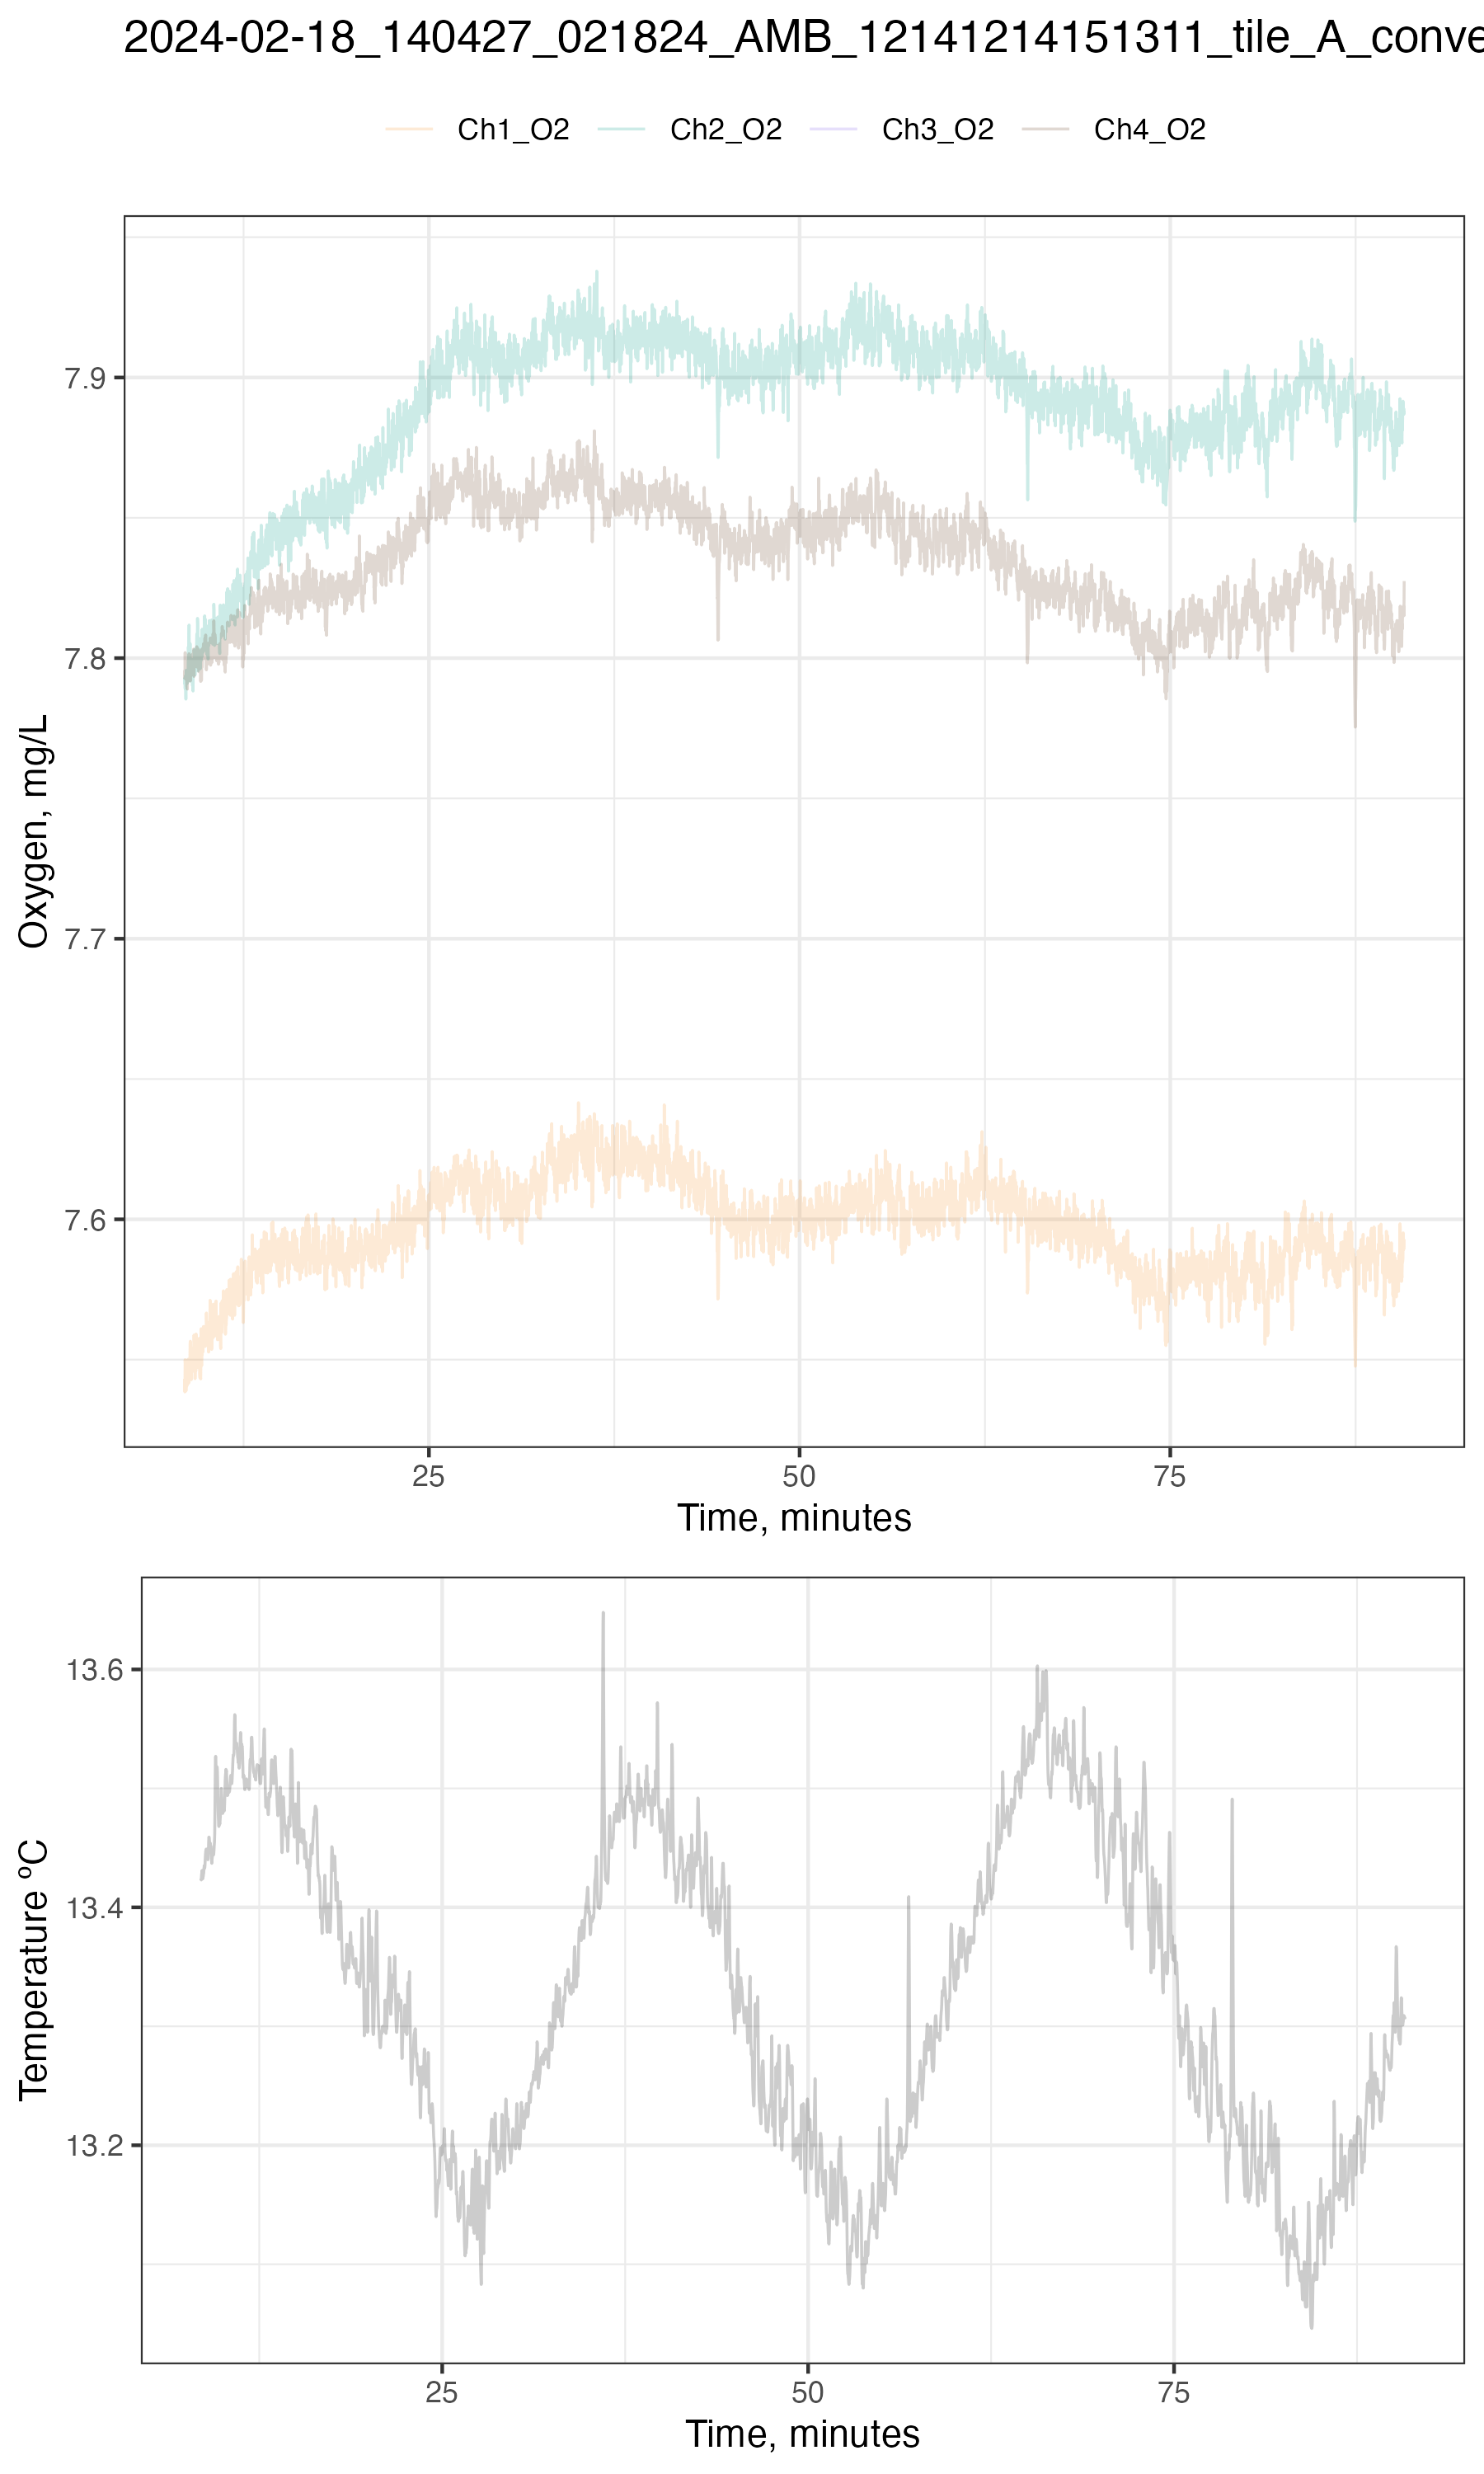 2024-02-18_140427_021824_AMB_12141214151311_tile_A_conve
Ch1_O2 Ch2_O2 Ch3_O2 Ch4_O2
7.9
7.8
7.7
7.6
Oxygen, mg/L
25 50 75
Time, minutes
13.6
13.4
13.2
Temperature ºC
25 50 75
Time, minutes